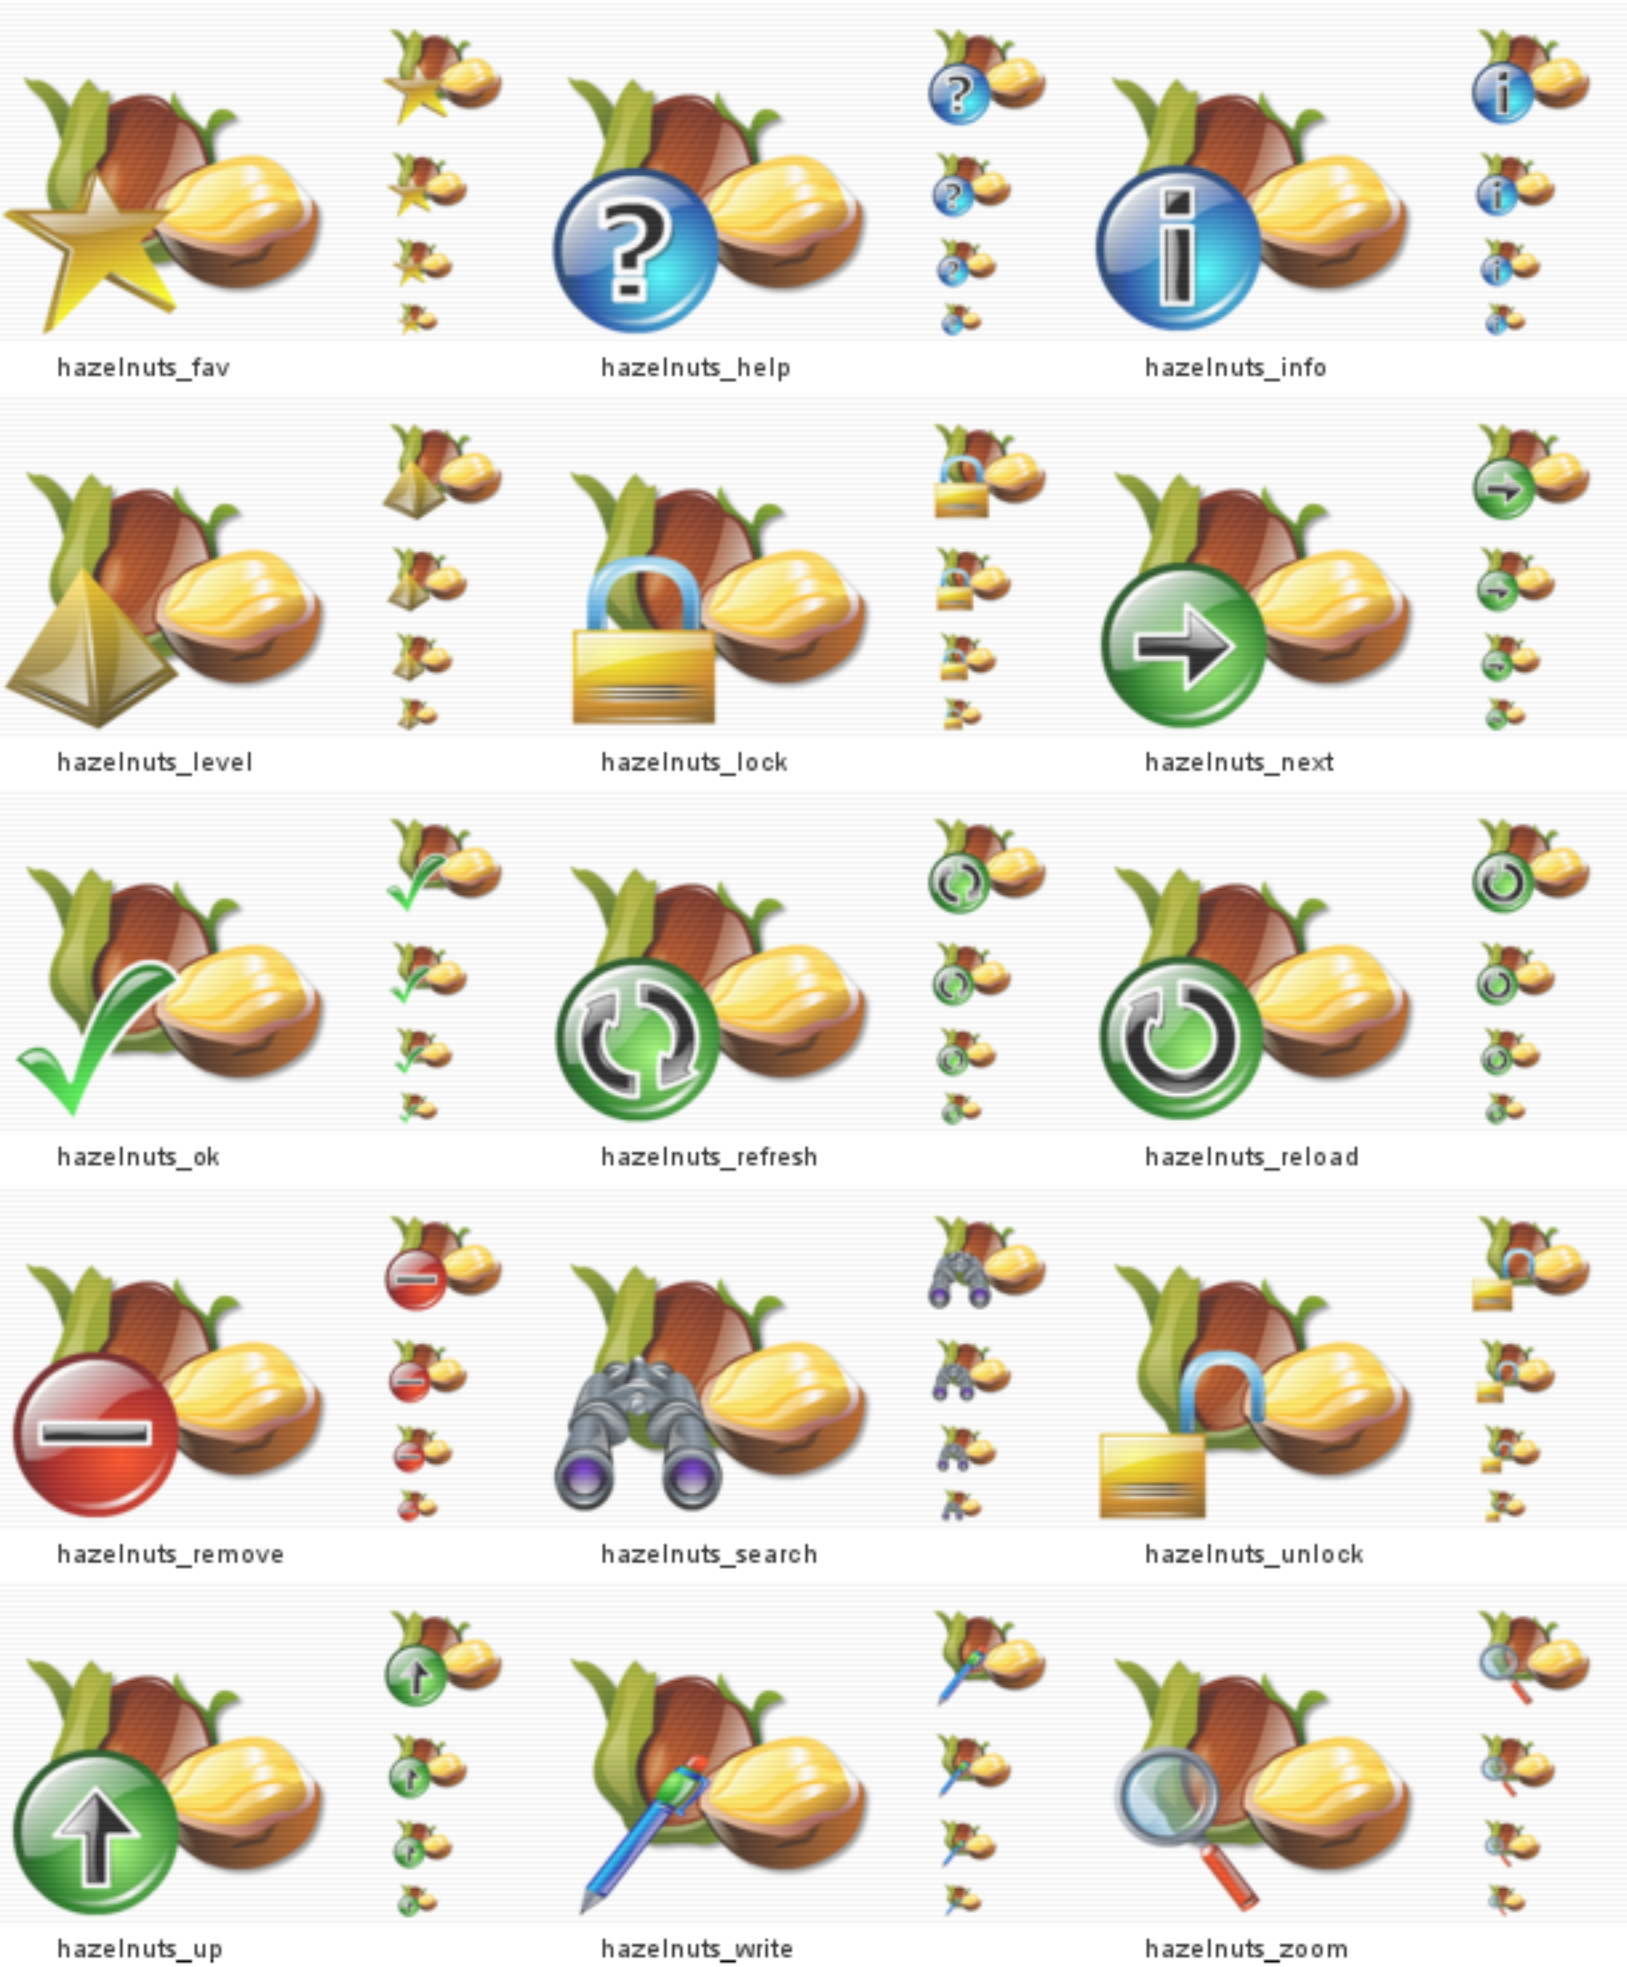 hazelnuts_fav
hazelnuts_help
hazelnuts_info
hazelnuts_level
hazelnuts_lock
hazelnuts_next
hazelnuts_ok
hazelnuts_refresh
hazelnuts_reload
hazelnuts_remove
hazelnuts_search
hazelnuts_unlock
hazelnuts_up
hazelnuts_write
hazelnuts_zoom